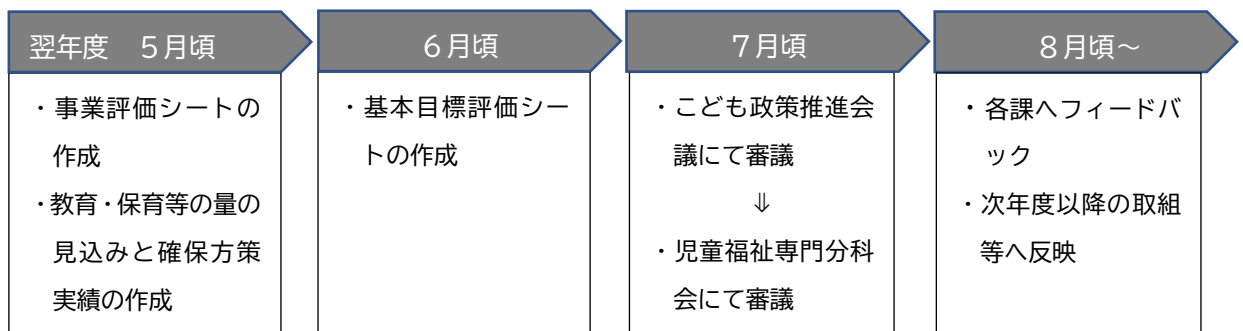 翌年度　５月頃
・事業評価シートの
作成
・教育・保育等の量の
見込みと確保方策
実績の作成
６月頃
・基本目標評価シー
トの作成
７月頃
・こども政策推進会
議にて審議
⇓
・児童福祉専門分科
会にて審議
８月頃～
・各課へフィードバ
ック
・次年度以降の取組
等へ反映